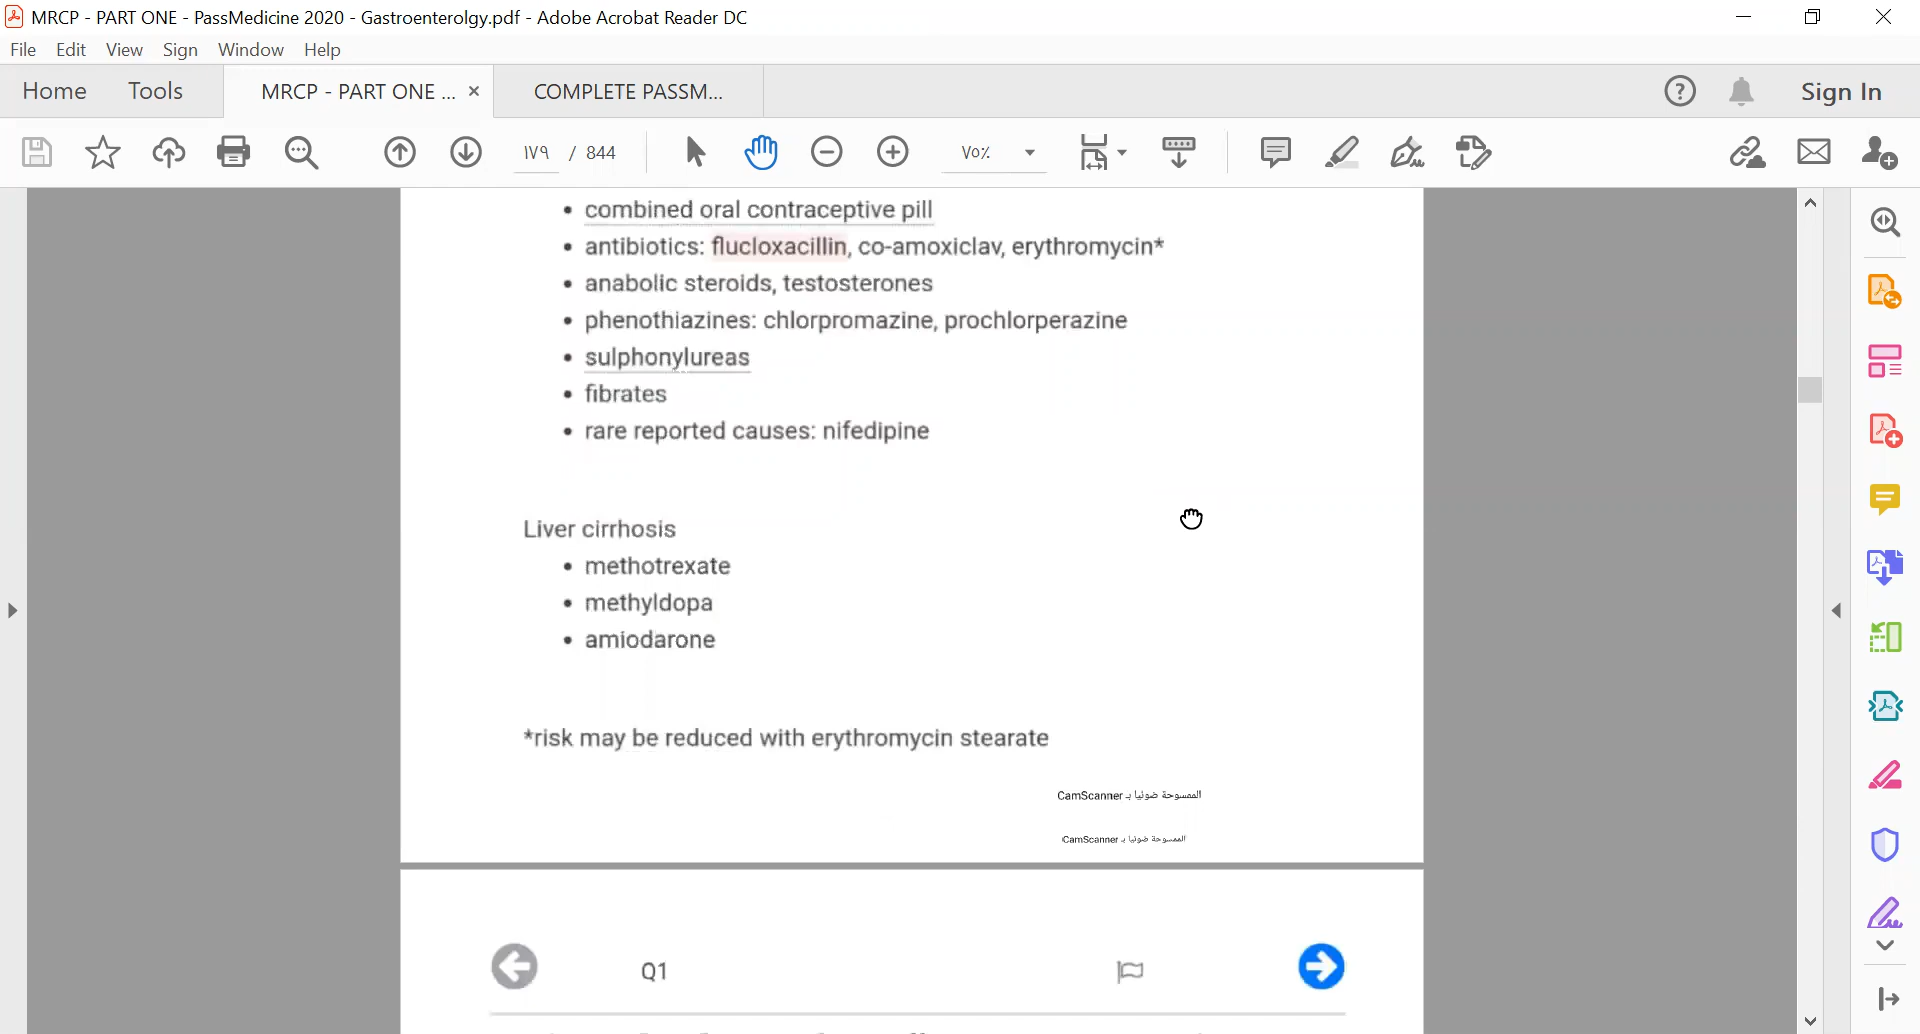 MRCP - PART ONE - PassMedicine 2020 - Gastroenterolgy.pdf - Adobe Acrobat Reader DC
File Edit View Sign Window Help
Home Tools MRCP - PART ONE ... × COMPLETE PASSM... Sign In
١٧٩ / 844 ٧٥٪
• combined oral contraceptive pill
• antibiotics: flucloxacillin, co-amoxiclav, erythromycin*
• anabolic steroids, testosterones
• phenothiazines: chlorpromazine, prochlorperazine
• sulphonylureas
• fibrates
• rare reported causes: nifedipine
Liver cirrhosis
• methotrexate
• methyldopa
• amiodarone
*risk may be reduced with erythromycin stearate
الممسوحة ضوئيا بـ CamScanner
الممسوحة ضوئيا بـ CamScanner
Q1